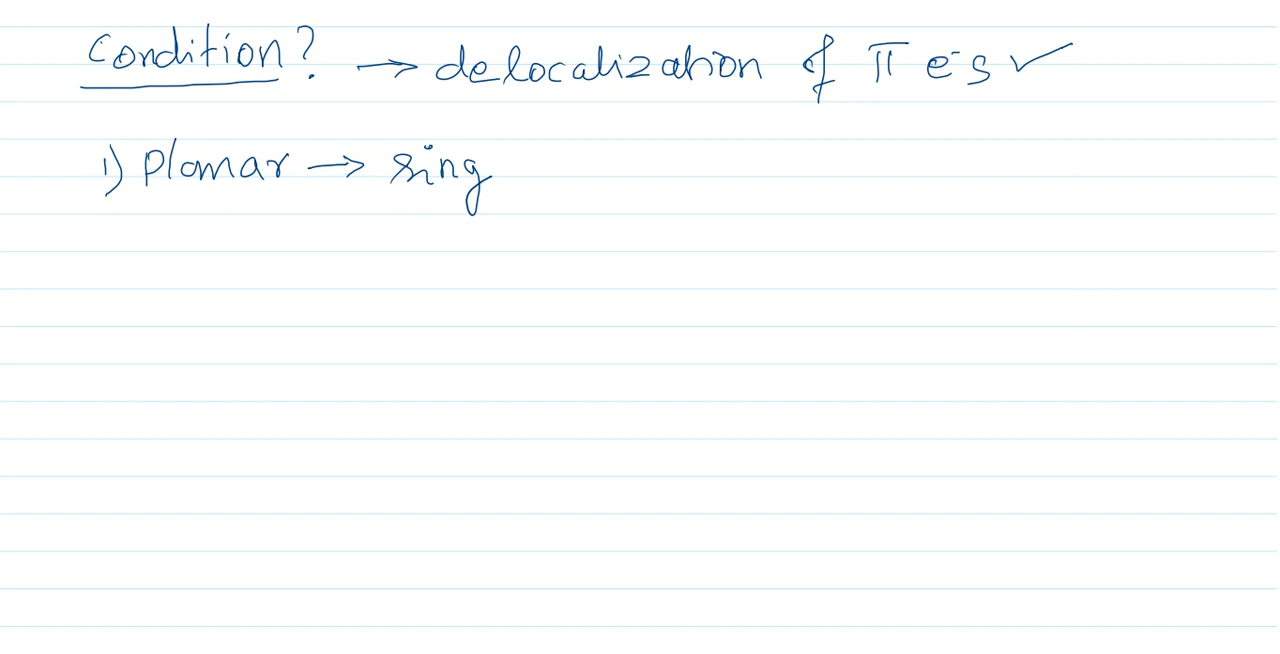 Condition? → delocalization of π e⁻s ✓
1) Planar → ring